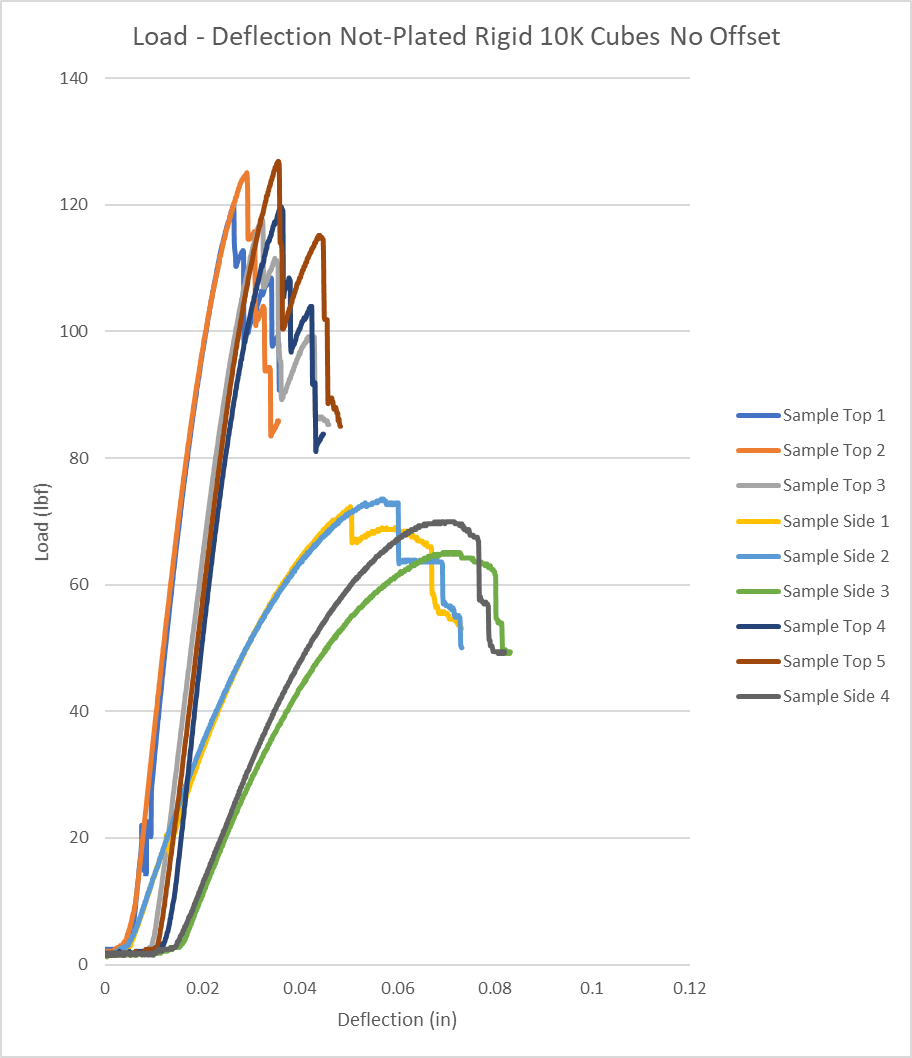 Load - Deflection Not-Plated Rigid 10K Cubes No Offset
140
120
100
80
60
40
20
0
Load (lbf)
0 0.02 0.04 0.06 0.08 0.1 0.12
Deflection (in)
Sample Top 1
Sample Top 2
Sample Top 3
Sample Side 1
Sample Side 2
Sample Side 3
Sample Top 4
Sample Top 5
Sample Side 4